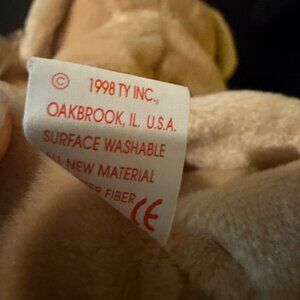 © 1998 TY INC.,
OAKBROOK, IL. U.S.A.
SURFACE WASHABLE
NEW MATERIAL
FIBER
CE